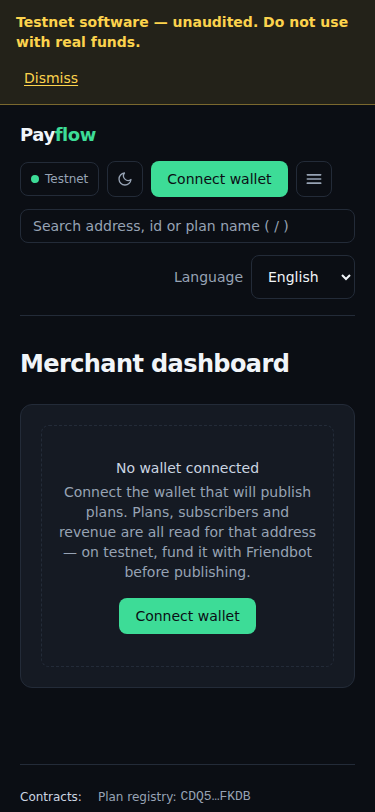 Testnet software — unaudited. Do not use
with real funds.
Dismiss
Payflow
Testnet
Connect wallet
Search address, id or plan name ( / )
Language
English
Merchant dashboard
No wallet connected
Connect the wallet that will publish
plans. Plans, subscribers and
revenue are all read for that address
— on testnet, fund it with Friendbot
before publishing.
Connect wallet
Contracts: Plan registry: CDQ5…FKDB